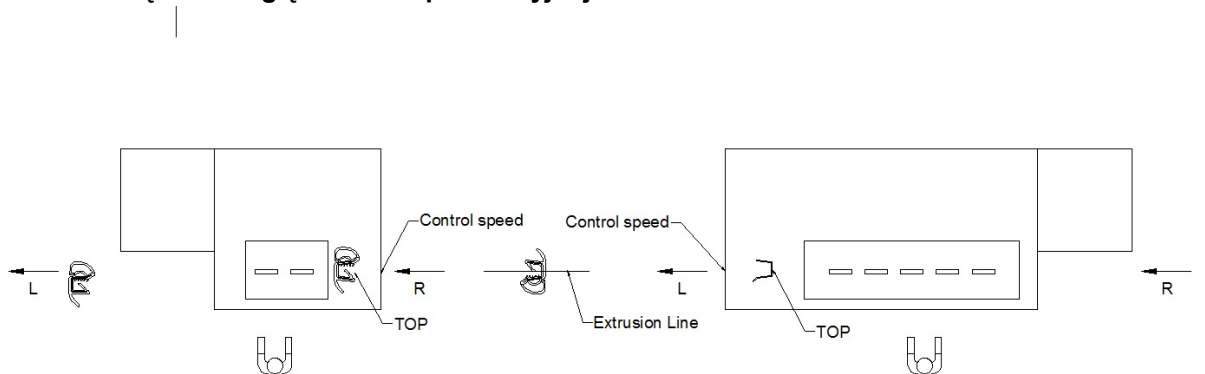 Control speed
Control speed
L
R
L
R
TOP
Extrusion Line
TOP